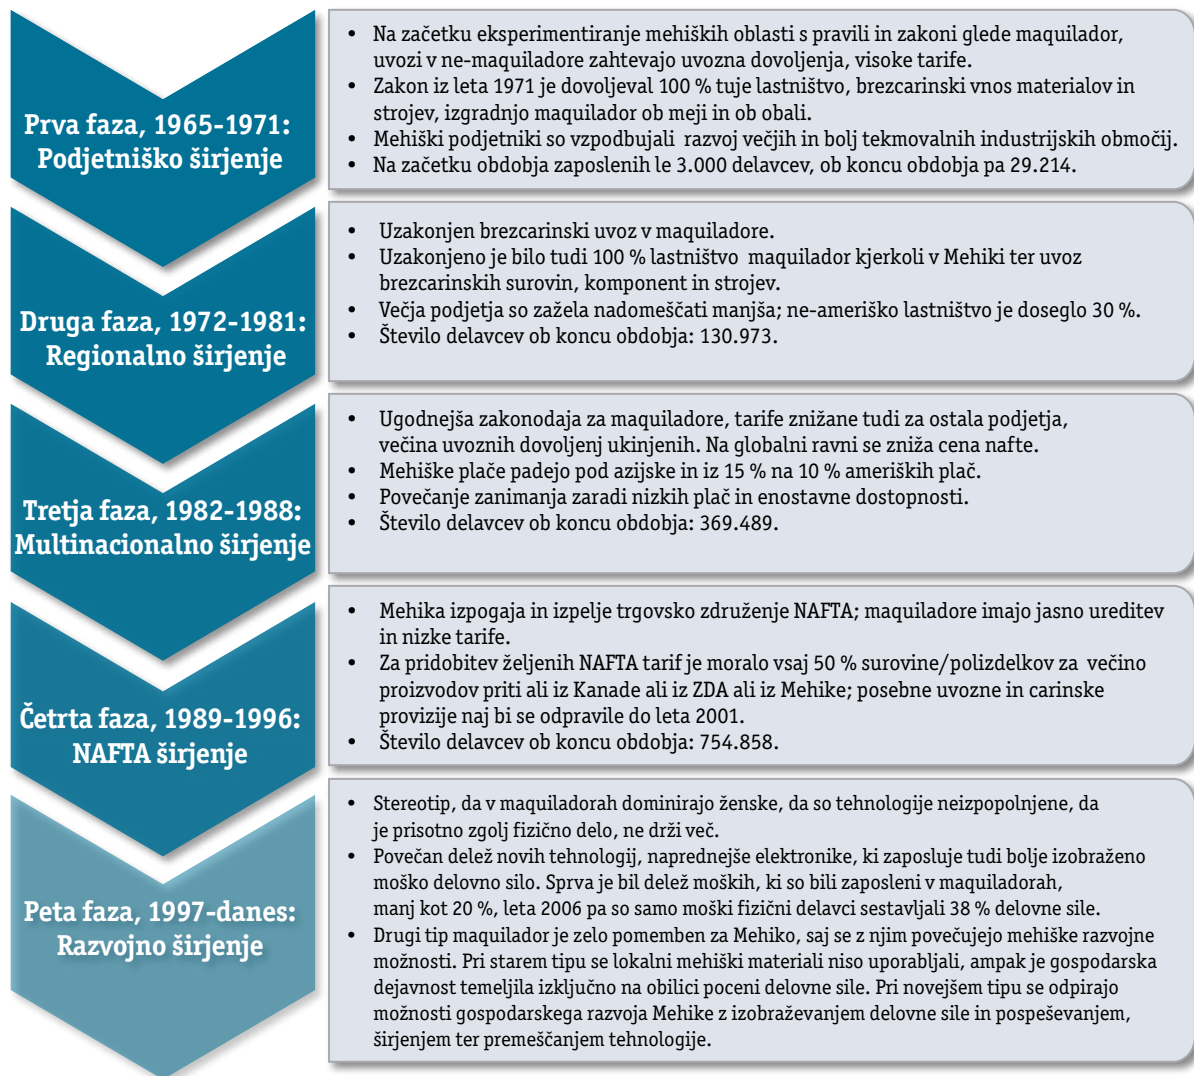 Prva faza, 1965-1971:
Podjetniško širjenje
• Na začetku eksperimentiranje mehiških oblasti s pravili in zakoni glede maquilador,
uvozi v ne-maquiladore zahtevajo uvozna dovoljenja, visoke tarife.
• Zakon iz leta 1971 je dovoljeval 100 % tuje lastništvo, brezcarinski vnos materialov in
strojev, izgradnjo maquilador ob meji in ob obali.
• Mehiški podjetniki so vzpodbujali razvoj večjih in bolj tekmovalnih industrijskih območij.
• Na začetku obdobja zaposlenih le 3.000 delavcev, ob koncu obdobja pa 29.214.
Druga faza, 1972-1981:
Regionalno širjenje
• Uzakonjen brezcarinski uvoz v maquiladore.
• Uzakonjeno je bilo tudi 100 % lastništvo maquilador kjerkoli v Mehiki ter uvoz
brezcarinskih surovin, komponent in strojev.
• Večja podjetja so zažela nadomeščati manjša; ne-ameriško lastništvo je doseglo 30 %.
• Število delavcev ob koncu obdobja: 130.973.
Tretja faza, 1982-1988:
Multinacionalno širjenje
• Ugodnejša zakonodaja za maquiladore, tarife znižane tudi za ostala podjetja,
večina uvoznih dovoljenj ukinjenih. Na globalni ravni se zniža cena nafte.
• Mehiške plače padejo pod azijske in iz 15 % na 10 % ameriških plač.
• Povečanje zanimanja zaradi nizkih plač in enostavne dostopnosti.
• Število delavcev ob koncu obdobja: 369.489.
Četrta faza, 1989-1996:
NAFTA širjenje
• Mehika izpogaja in izpelje trgovsko združenje NAFTA; maquiladore imajo jasno ureditev
in nizke tarife.
• Za pridobitev željenih NAFTA tarif je moralo vsaj 50 % surovine/polizdelkov za večino
proizvodov priti ali iz Kanade ali iz ZDA ali iz Mehike; posebne uvozne in carinske
provizije naj bi se odpravile do leta 2001.
• Število delavcev ob koncu obdobja: 754.858.
Peta faza, 1997-danes:
Razvojno širjenje
• Stereotip, da v maquiladorah dominirajo ženske, da so tehnologije neizpopolnjene, da
je prisotno zgolj fizično delo, ne drži več.
• Povečan delež novih tehnologij, naprednejše elektronike, ki zaposluje tudi bolje izobraženo
moško delovno silo. Sprva je bil delež moških, ki so bili zaposleni v maquiladorah,
manj kot 20 %, leta 2006 pa so samo moški fizični delavci sestavljali 38 % delovne sile.
• Drugi tip maquilador je zelo pomemben za Mehiko, saj se z njim povečujejo mehiške razvojne
možnosti. Pri starem tipu se lokalni mehiški materiali niso uporabljali, ampak je gospodarska
dejavnost temeljila izključno na obilici poceni delovne sile. Pri novejšem tipu se odpirajo
možnosti gospodarskega razvoja Mehike z izobraževanjem delovne sile in pospeševanjem,
širjenjem ter premeščanjem tehnologije.